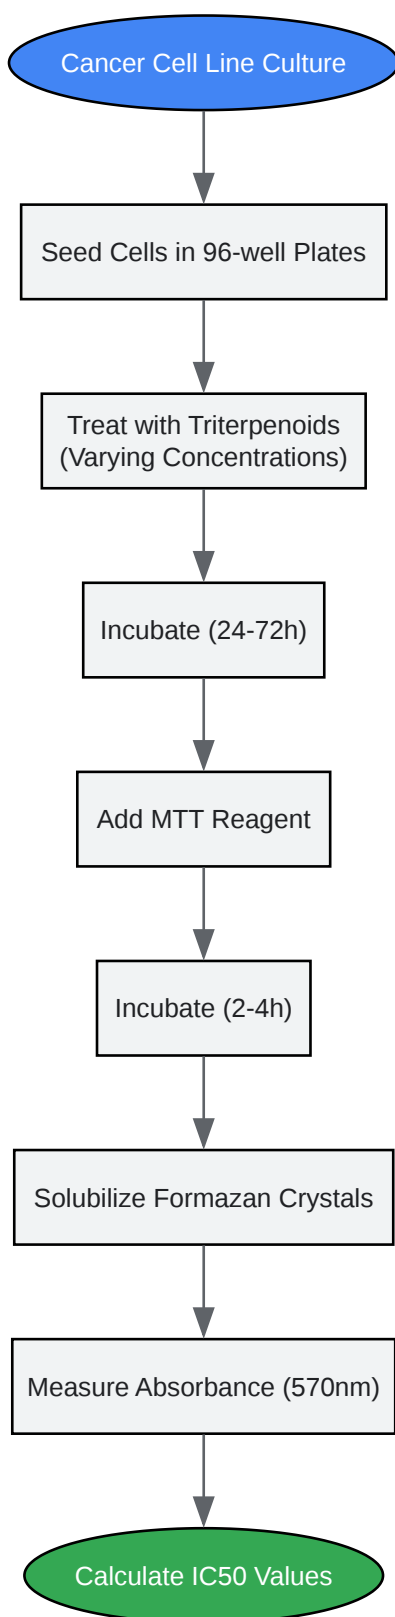 Cancer Cell Line Culture
Seed Cells in 96-well Plates
Treat with Triterpenoids
(Varying Concentrations)
Incubate (24-72h)
Add MTT Reagent
Incubate (2-4h)
Solubilize Formazan Crystals
Measure Absorbance (570nm)
Calculate IC50 Values